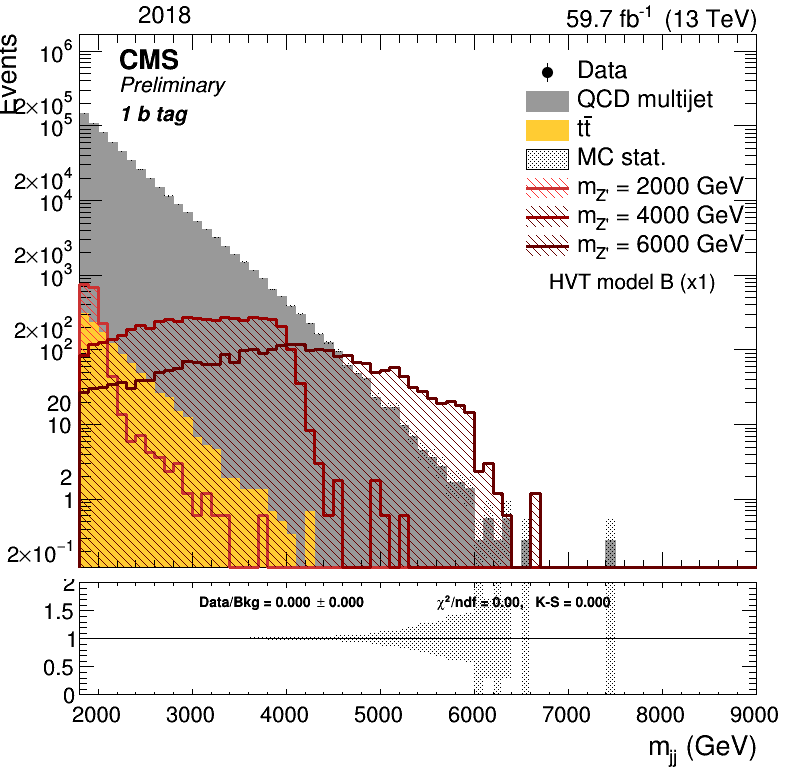 2018
59.7 fb⁻¹ (13 TeV)
Events
CMS
Preliminary
1 b tag
Data
QCD multijet
tt̄
MC stat.
m_Z' = 2000 GeV
m_Z' = 4000 GeV
m_Z' = 6000 GeV
HVT model B (x1)
10⁶
2×10⁵
10⁵
2×10⁴
10⁴
2×10³
10³
2×10²
10²
20
10
2
1
2×10⁻¹
Data/Bkg = 0.000 ± 0.000
χ²/ndf = 0.00, K-S = 0.000
2
1.5
1
0.5
0
2000 3000 4000 5000 6000 7000 8000 9000
m_jj (GeV)